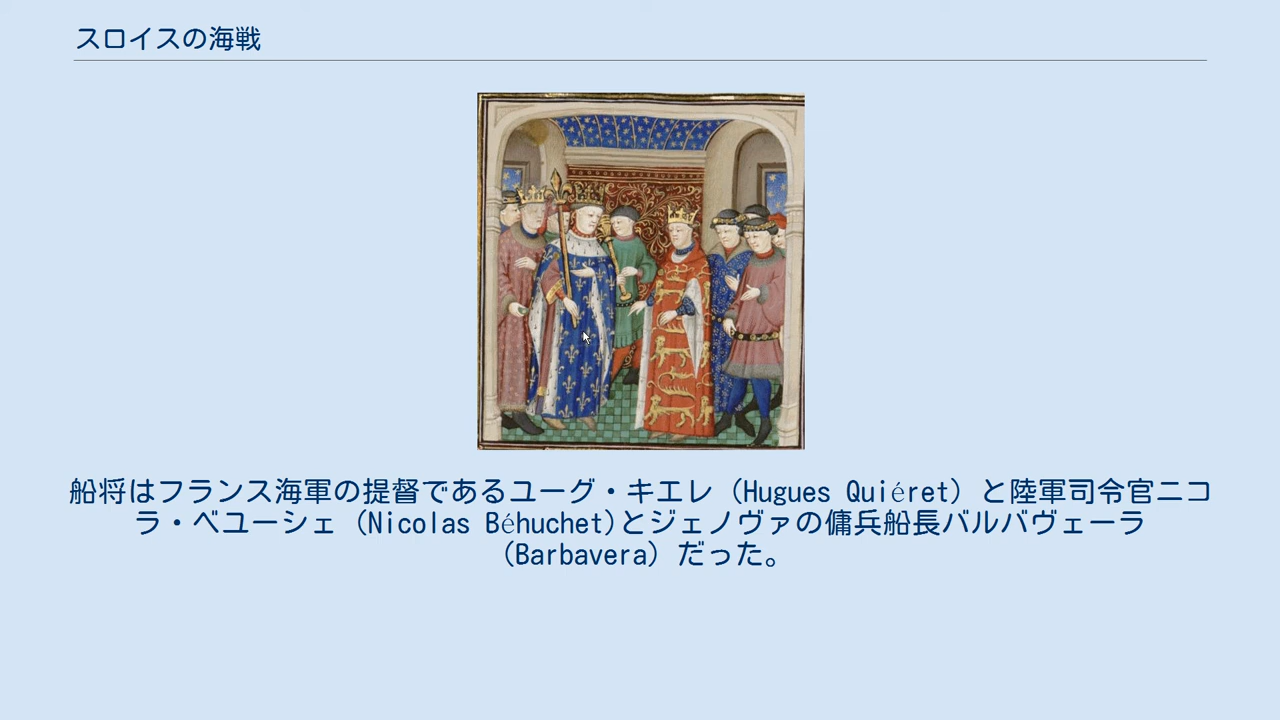 スロイスの海戦
船将はフランス海軍の提督であるユーグ・キエレ（Hugues Quiéret）と陸軍司令官ニコ
ラ・ベユーシェ（Nicolas Béhuchet)とジェノヴァの傭兵船長バルバヴェーラ
（Barbavera）だった。